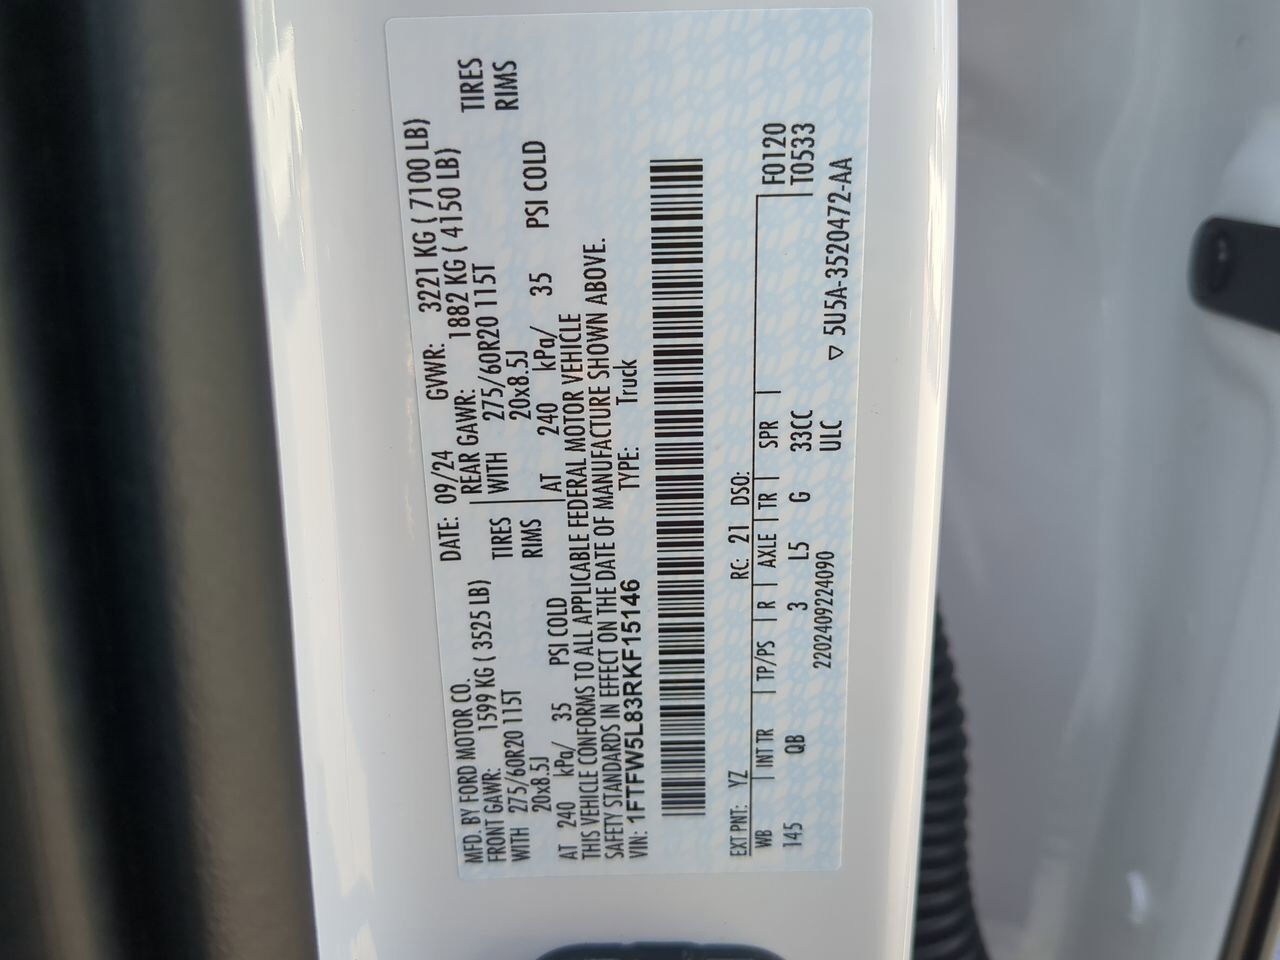 MFD. BY FORD MOTOR CO. DATE: 09/24 GVWR: 3221 KG ( 7100 LB)
FRONT GAWR: 1599 KG ( 3525 LB) REAR GAWR: 1882 KG ( 4150 LB)
WITH 275/60R20 115T TIRES WITH 275/60R20 115T TIRES
20x8.5J RIMS 20x8.5J RIMS
AT 240 kPa/ 35 PSI COLD AT 240 kPa/ 35 PSI COLD
THIS VEHICLE CONFORMS TO ALL APPLICABLE FEDERAL MOTOR VEHICLE
SAFETY STANDARDS IN EFFECT ON THE DATE OF MANUFACTURE SHOWN ABOVE.
VIN: 1FTFW5L83RKF15146 TYPE: Truck
EXT PNT: YZ RC: 21 DSO:
WB INT TR TP/PS R AXLE TR SPR F0120
145 QB 3 L5 G 33CC T0533
2202409224090 ULC ▽ 5U5A-3520472-AA